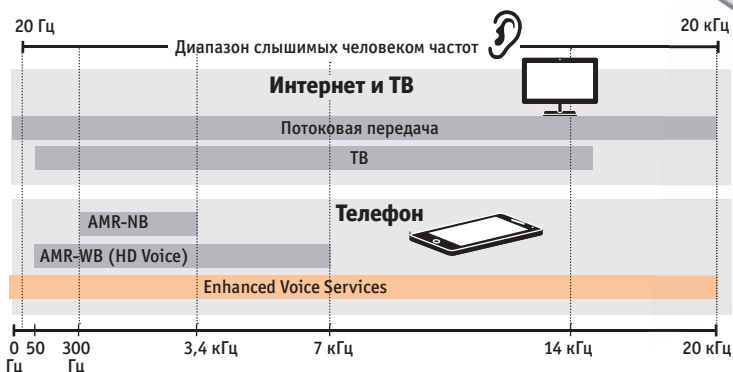 20 Гц
20 кГц
Диапазон слышимых человеком частот
Интернет и ТВ
Потоковая передача
ТВ
Телефон
AMR-NB
AMR-WB (HD Voice)
Enhanced Voice Services
0 50 300 3,4 кГц 7 кГц 14 кГц 20 кГц
Гц Гц